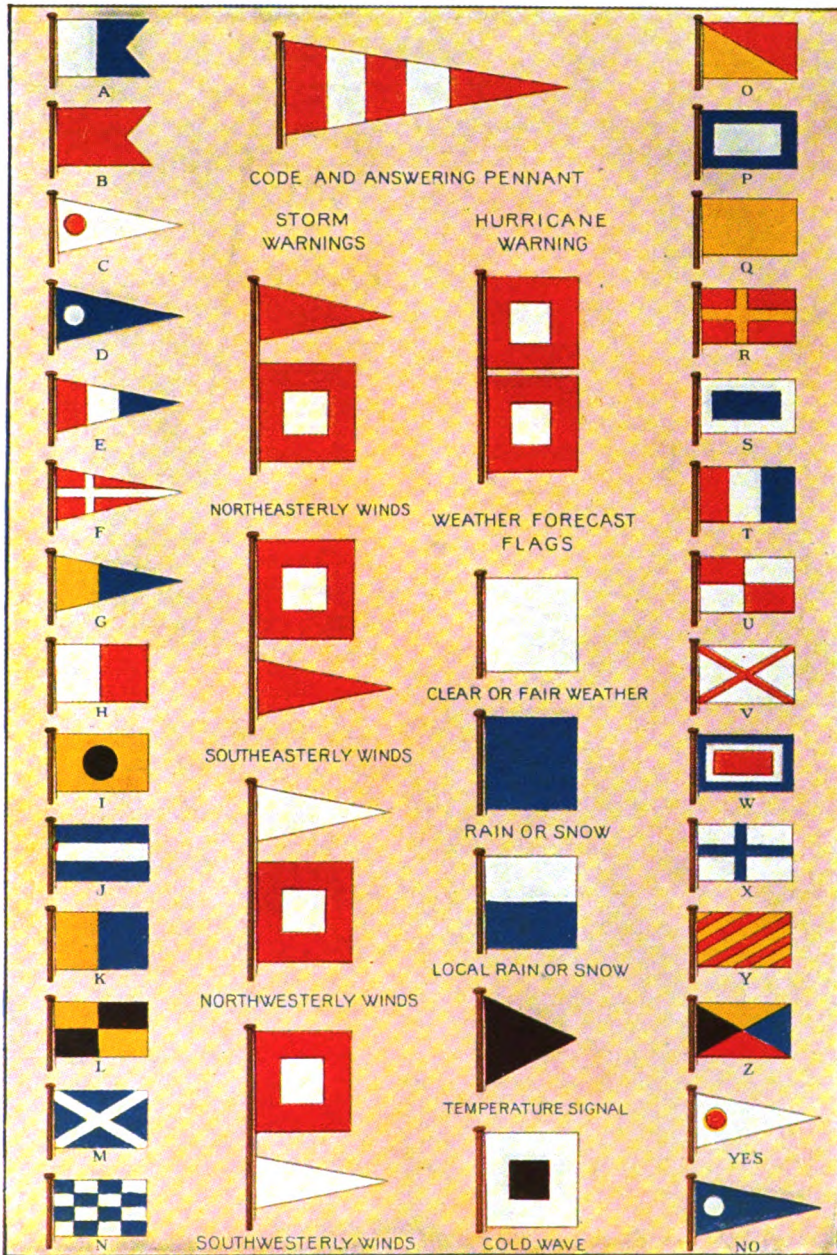 A
B
C
D
E
F
G
H
I
J
K
L
M
N
CODE AND ANSWERING PENNANT
STORM
WARNINGS
NORTHEASTERLY WINDS
SOUTHEASTERLY WINDS
NORTHWESTERLY WINDS
SOUTHWESTERLY WINDS
HURRICANE
WARNING
WEATHER FORECAST
FLAGS
CLEAR OR FAIR WEATHER
RAIN OR SNOW
LOCAL RAIN OR SNOW
TEMPERATURE SIGNAL
COLD WAVE
O
P
Q
R
S
T
U
V
W
X
Y
Z
YES
NO